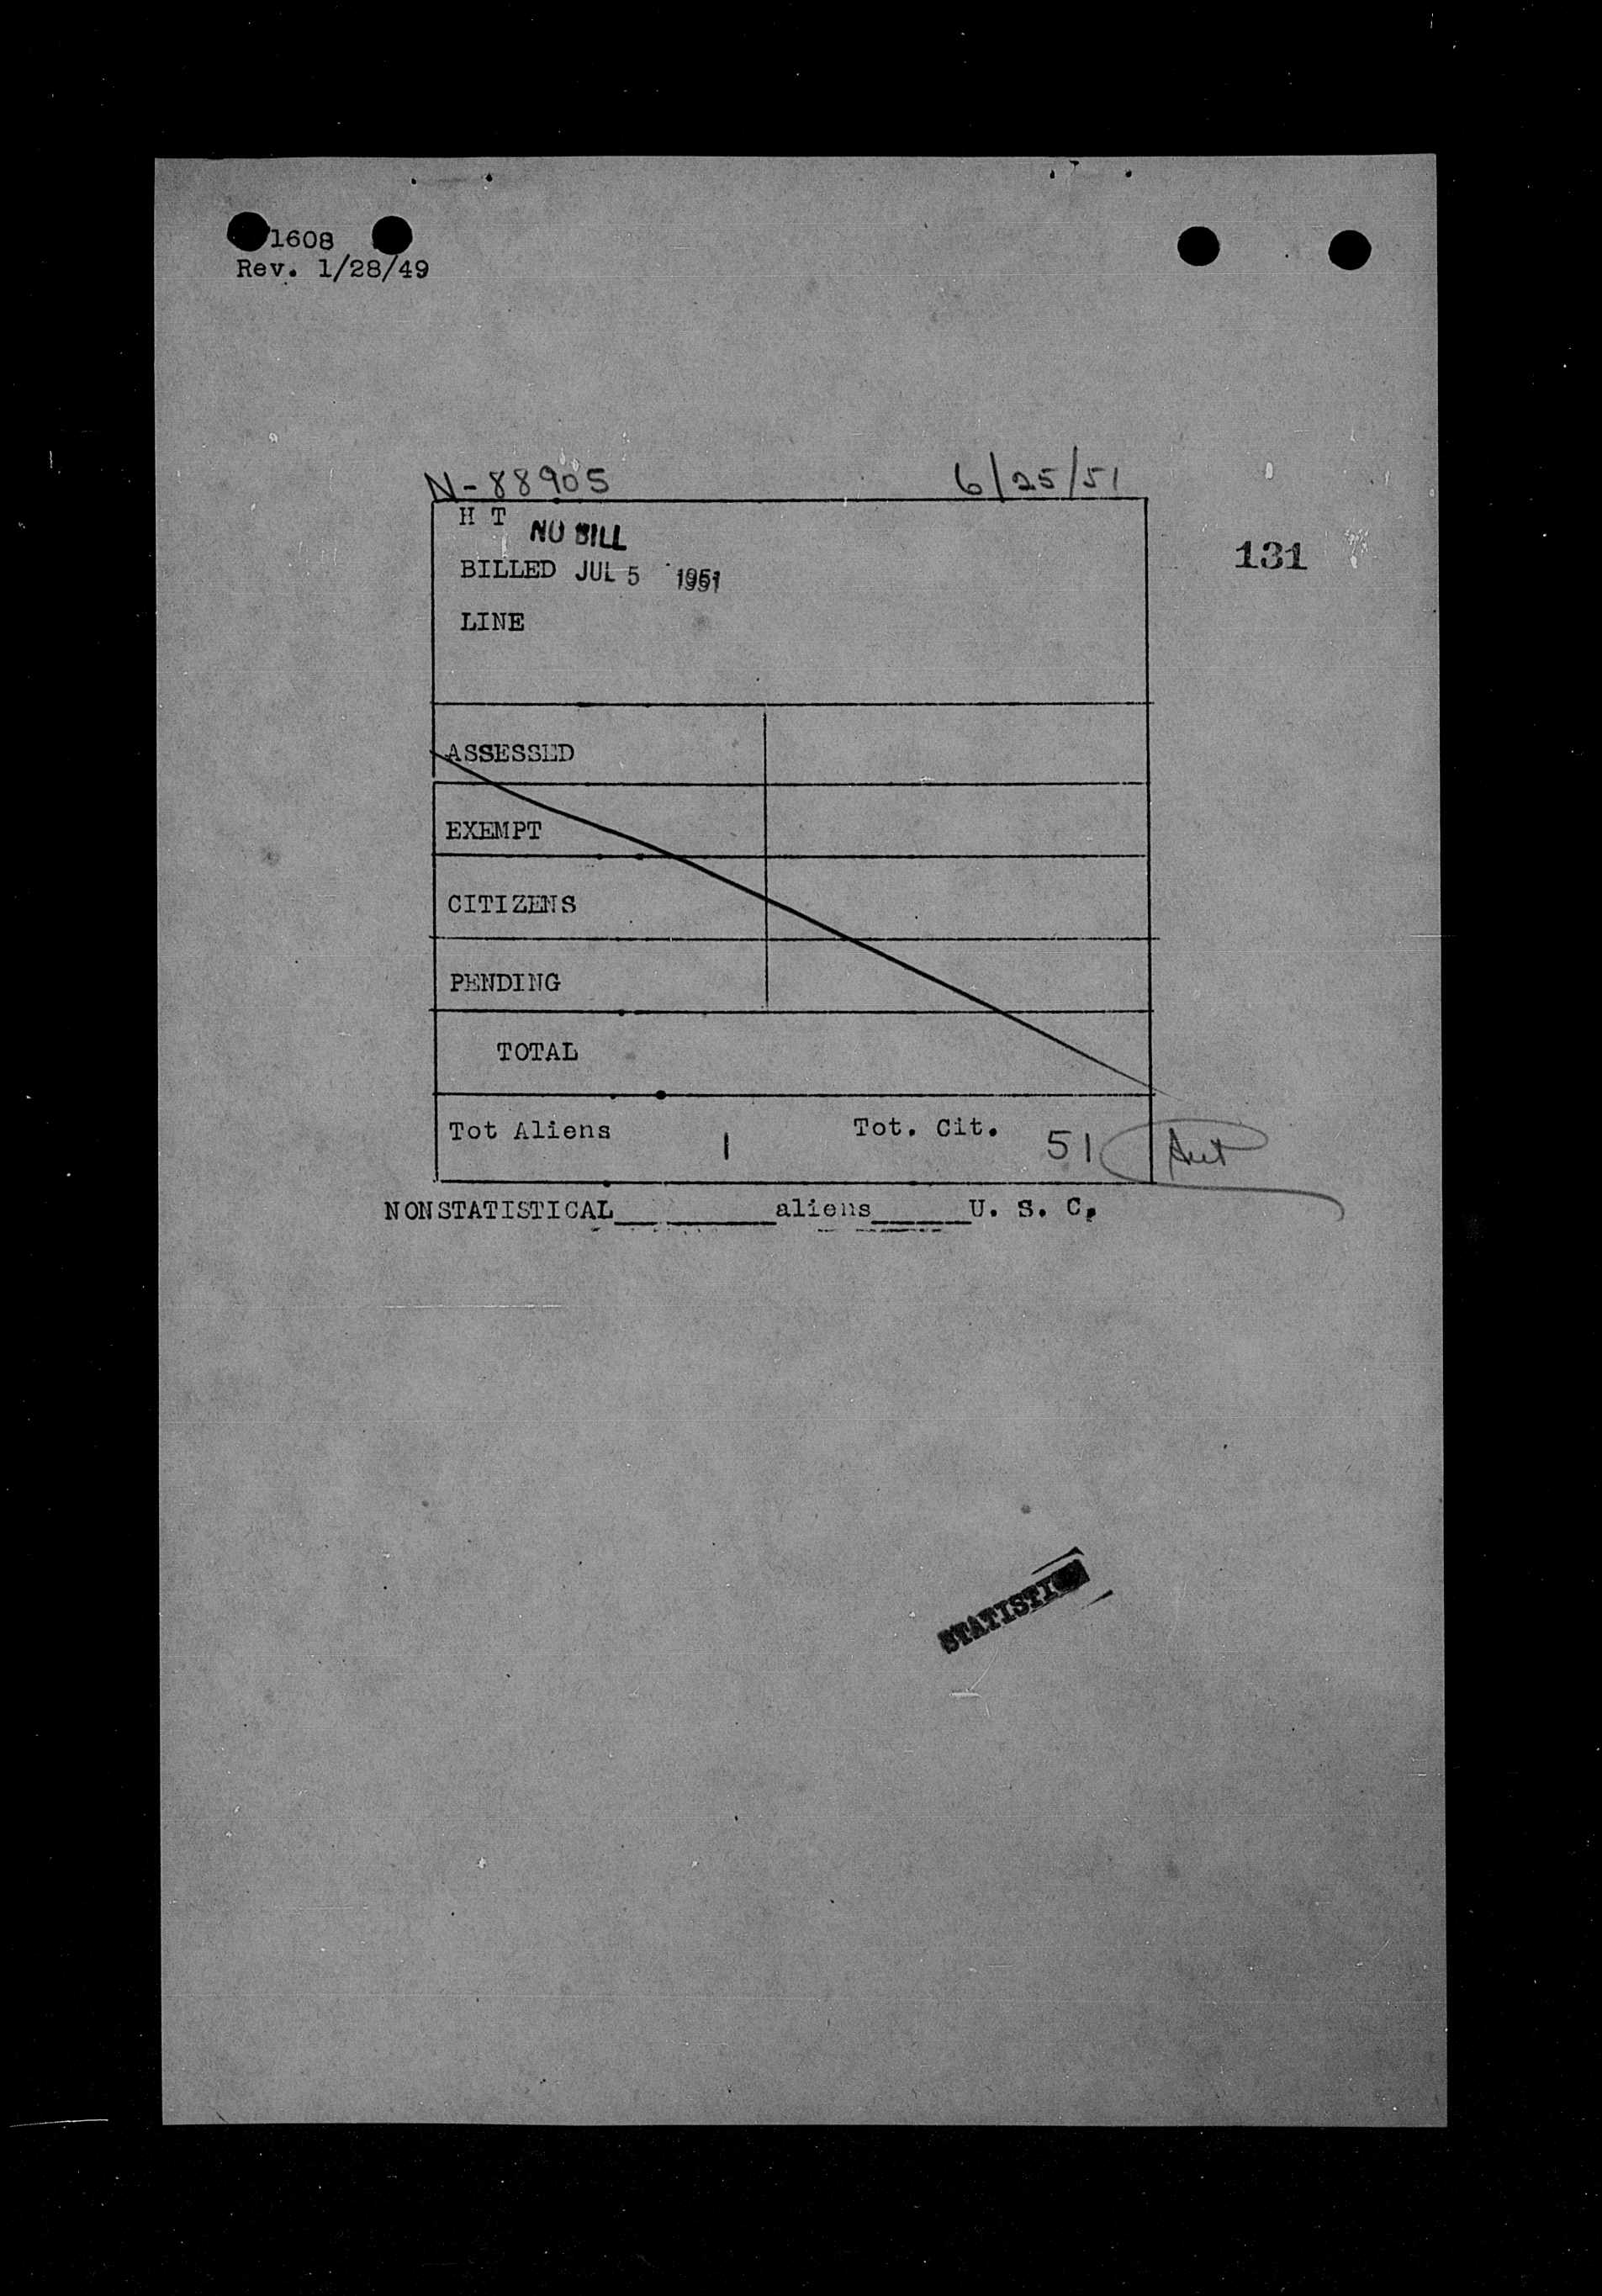 1608
Rev. 1/28/49
N-88905 6/25/51
H T
NO BILL
131
BILLED JUL 5 1951
LINE
ASSESSED
EXEMPT
CITIZENS
PENDING
TOTAL
Tot Aliens 1 Tot. Cit. 51
NONSTATISTICAL aliens U. S. C.